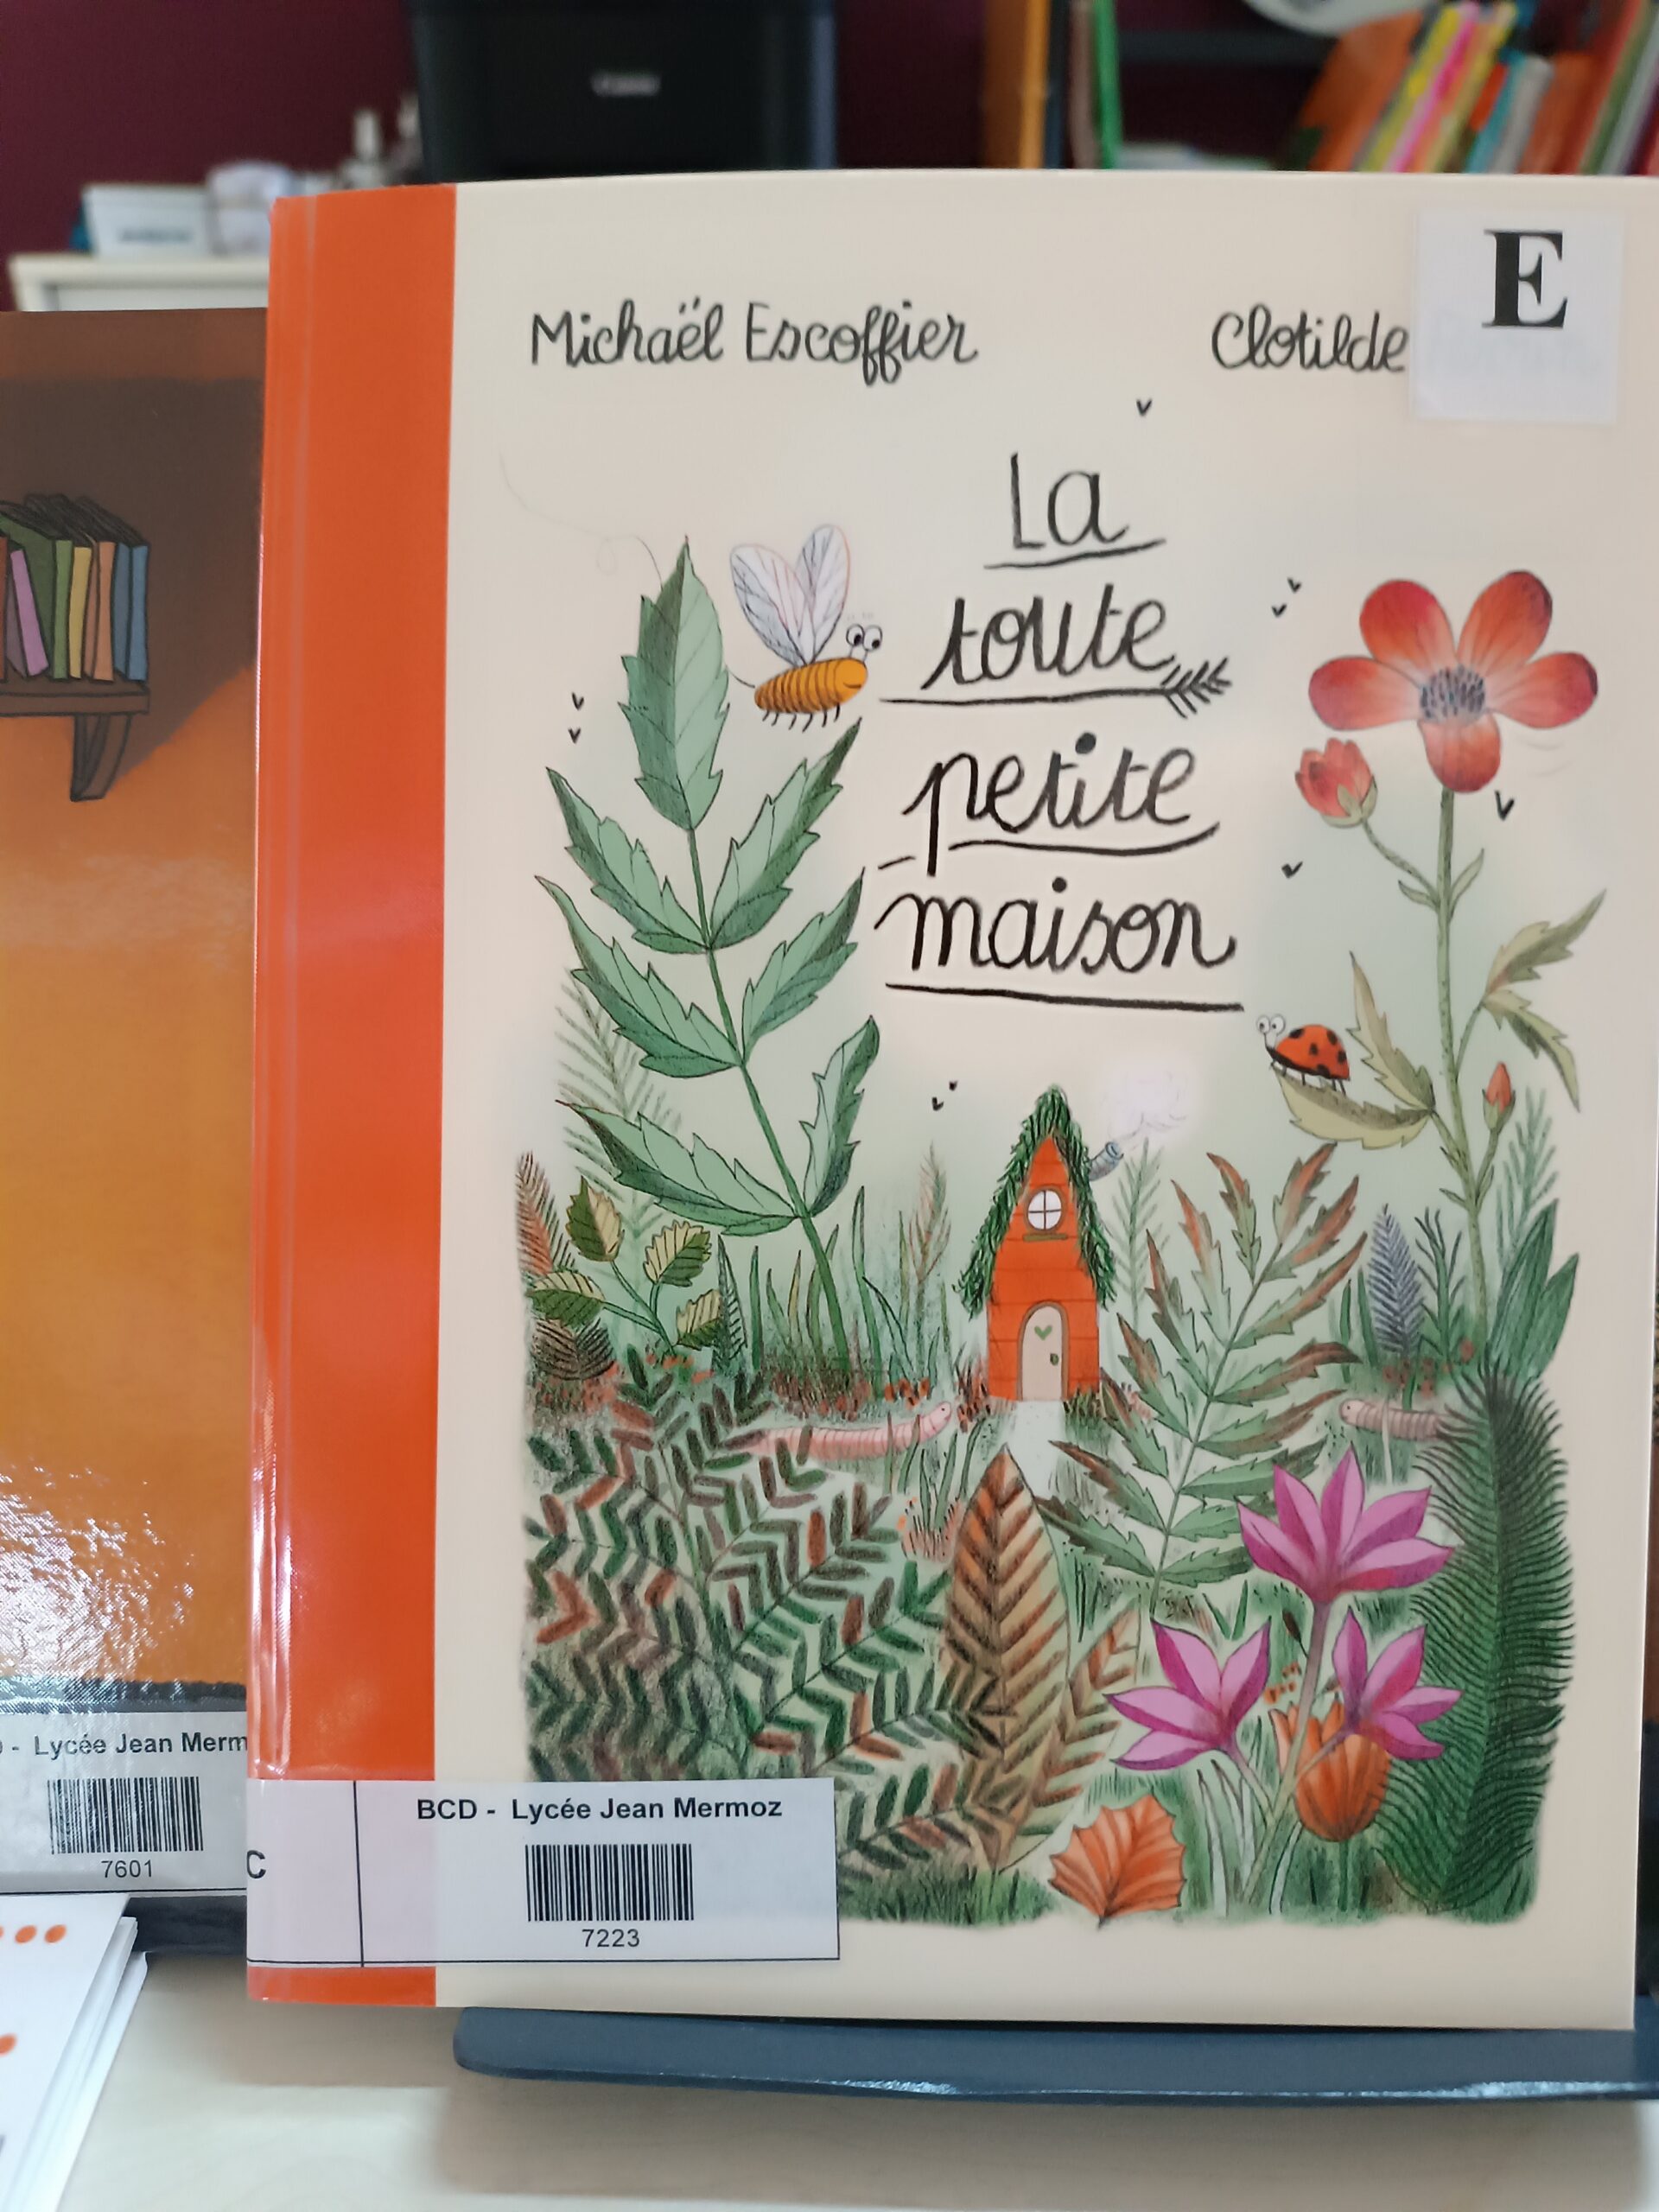 Michaël Escoffier
Clotilde
E
La
toute
petite
maison
- Lycée Jean Merm
7601
C
BCD - Lycée Jean Mermoz
7223